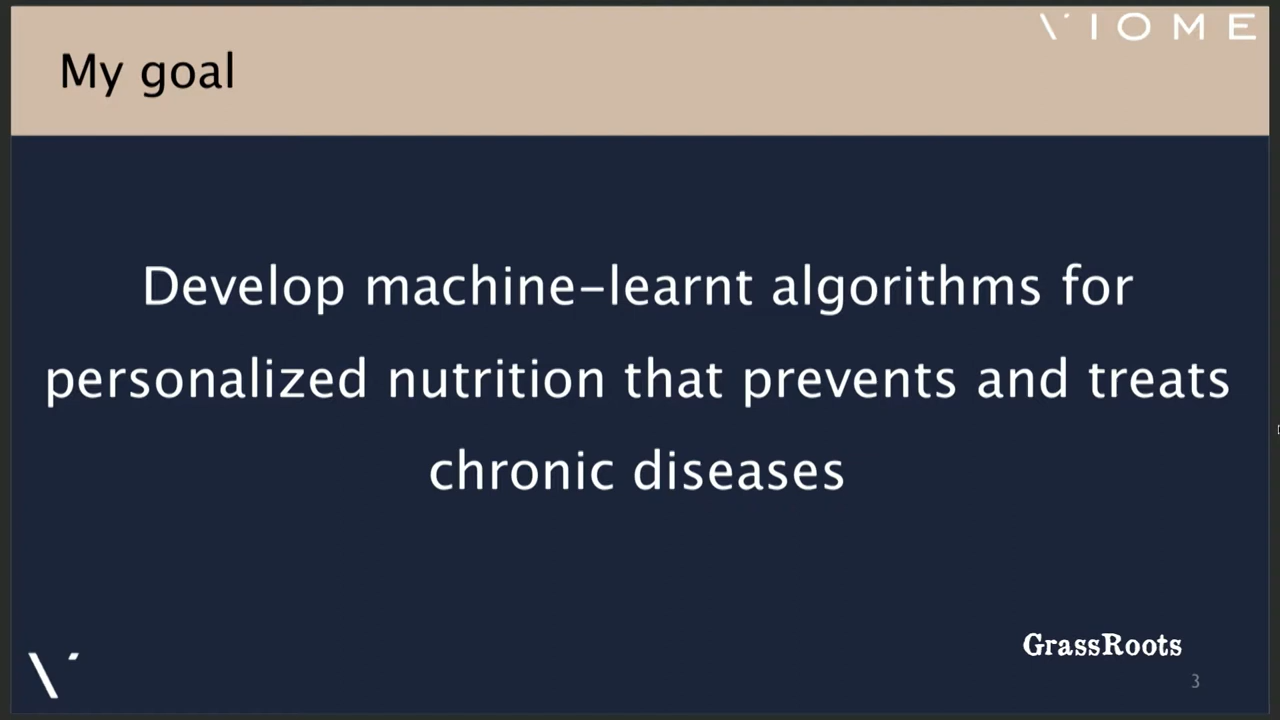 VIOME
My goal
Develop machine-learnt algorithms for
personalized nutrition that prevents and treats
chronic diseases
GrassRoots
3